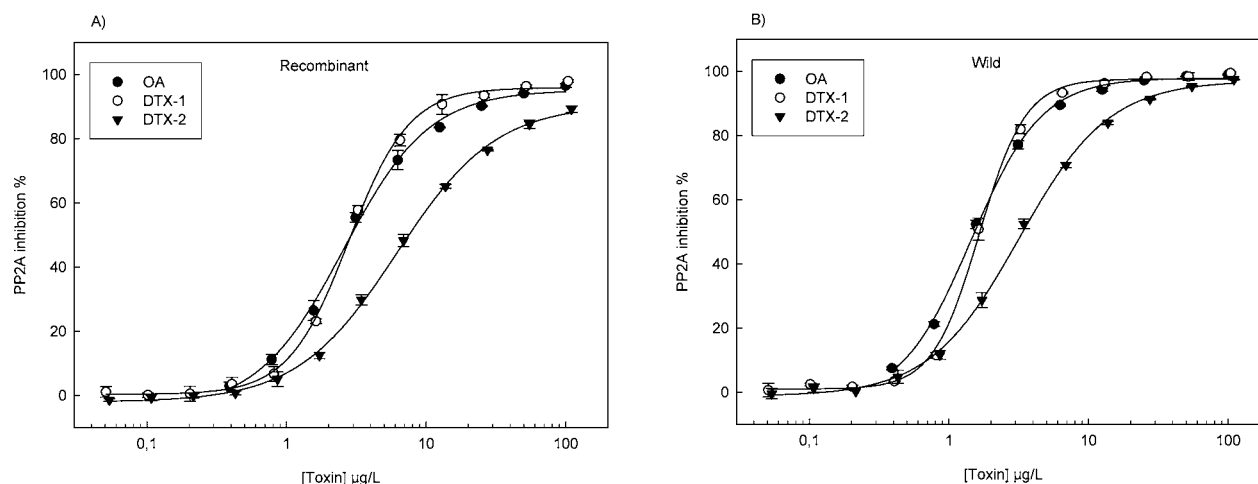 A)
Recombinant
OA
DTX-1
DTX-2
100
80
60
40
20
0
PP2A inhibition %
0,1
1
10
100
[Toxin] µg/L
B)
Wild
OA
DTX-1
DTX-2
100
80
60
40
20
0
PP2A inhibition %
0,1
1
10
100
[Toxin] µg/L